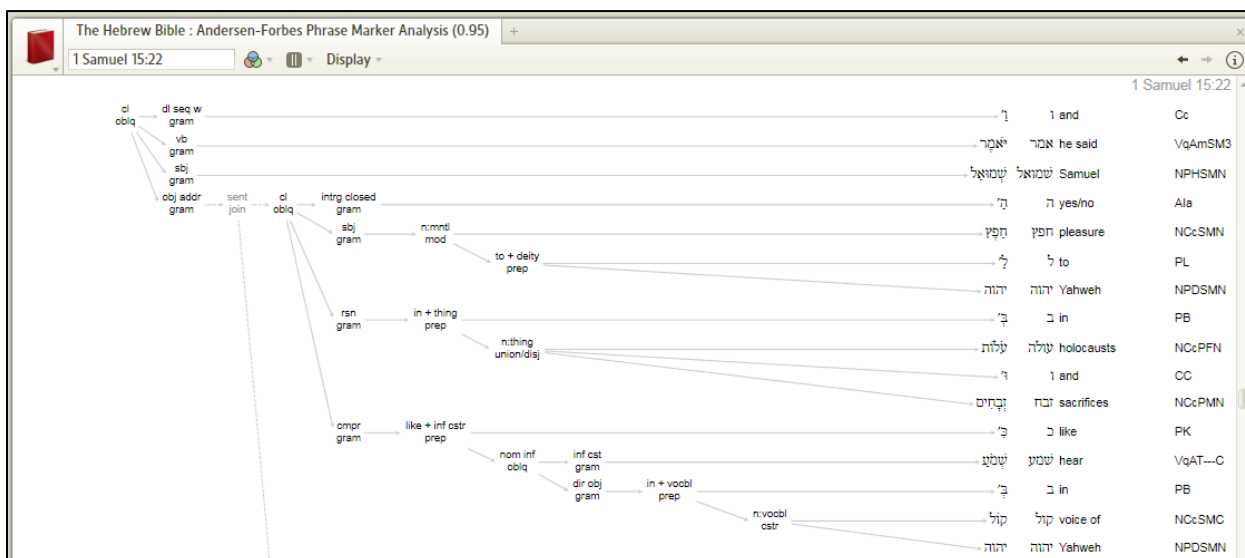 The Hebrew Bible : Andersen-Forbes Phrase Marker Analysis (0.95) +
1 Samuel 15:22 Display
1 Samuel 15:22
cl oblq dl seq w gram וַ' ו and Cc
vb gram יֹּאמֶר אמר he said VqAmSM3
sbj gram שְׁמוּאֵל שמואל Samuel NPHSMN
obj addr gram sent join cl oblq intrg closed gram הַ' ה yes/no AIa
sbj gram n:mntl mod חֵפֶץ חפץ pleasure NCcSMN
to + deity prep לַ' ל to PL
יהוה יהוה Yahweh NPDSMN
rsn gram in + thing prep בְּ' ב in PB
n:thing union/disj עֹלוֹת עולה holocausts NCcPFN
וּ' ו and CC
זְבָחִים זבח sacrifices NCcPMN
cmpr gram like + inf cstr prep כִּ' כ like PK
nom inf oblq inf cst gram שְׁמֹעַ שמע hear VqAT---C
dir obj gram in + vocbl prep בְּ' ב in PB
n:vocbl cstr קוֹל קול voice of NCcSMC
יהוה יהוה Yahweh NPDSMN